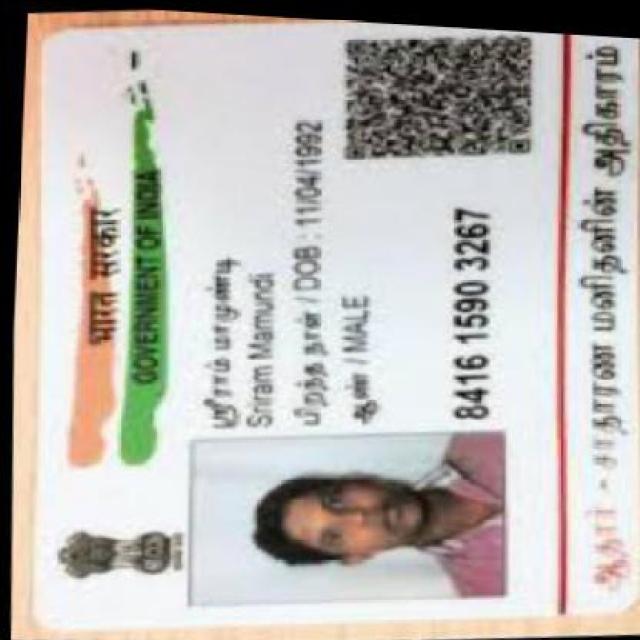 भारत सरकार
GOVERNMENT OF INDIA
ஸ்ரீராம் மாமுண்டி
Sriram Mamundi
பிறந்த நாள் / DOB : 11/04/1992
ஆண் / MALE
8416 1590 3267
ஆதார் - சாதாரண மனிதனின் அதிகாரம்